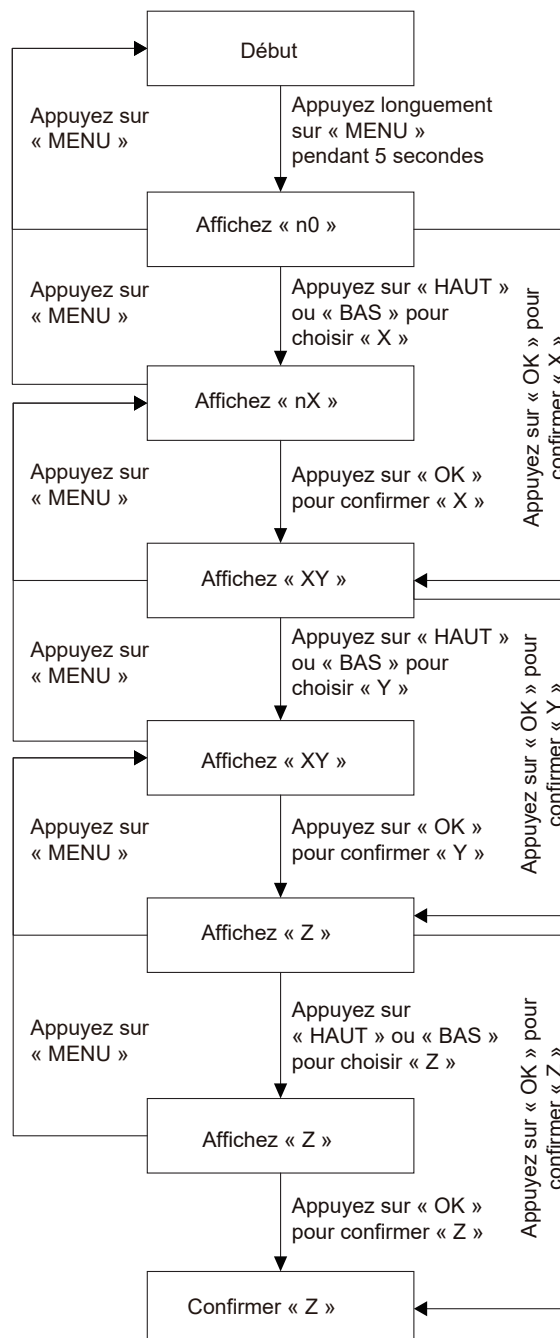 Début
Appuyez sur
« MENU »
Appuyez longuement
sur « MENU »
pendant 5 secondes
Affichez « n0 »
Appuyez sur
« MENU »
Appuyez sur « HAUT »
ou « BAS » pour
choisir « X »
Appuyez sur « OK » pour
confirmer « X »
Affichez « nX »
Appuyez sur
« MENU »
Appuyez sur « OK »
pour confirmer « X »
Affichez « XY »
Appuyez sur
« MENU »
Appuyez sur « HAUT »
ou « BAS » pour
choisir « Y »
Appuyez sur « OK » pour
confirmer « Y »
Affichez « XY »
Appuyez sur
« MENU »
Appuyez sur « OK »
pour confirmer « Y »
Affichez « Z »
Appuyez sur
« MENU »
Appuyez sur
« HAUT » ou « BAS »
pour choisir « Z »
Appuyez sur « OK » pour
confirmer « Z »
Affichez « Z »
Appuyez sur « OK »
pour confirmer « Z »
Confirmer « Z »